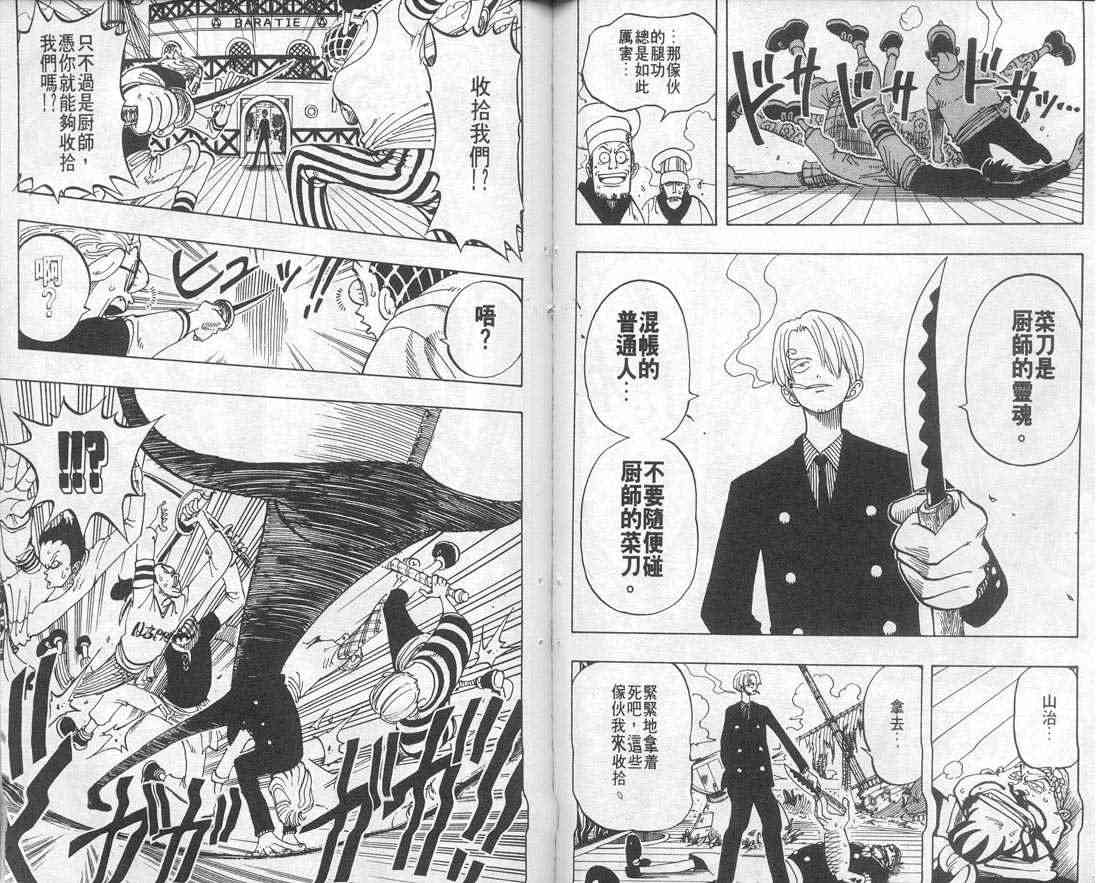 ドサ
ドサ
ドサッ…
…那傢伙
的腿功
總是如此
厲害…
菜刀是
厨師的靈魂。
混帳的
普通人…
不要隨便碰
厨師的菜刀。
山治…
拿去…
緊緊地拿着
死吧，這些
傢伙我來收拾。
BARATIE
收拾我們!?
只不過是厨師，
憑你就能夠收拾
我們嗎?!
唔?
ヒュッ
啊?
!!?
ガガガガ!!!